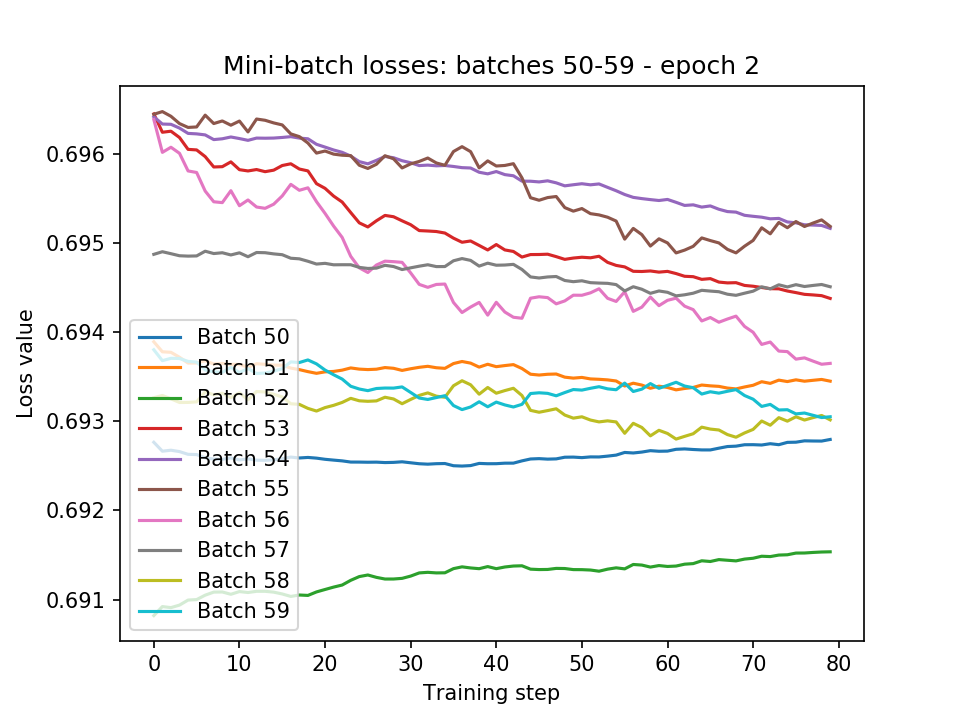 Mini-batch losses: batches 50-59 - epoch 2
Loss value
0.696
0.695
0.694
0.693
0.692
0.691
Batch 50
Batch 51
Batch 52
Batch 53
Batch 54
Batch 55
Batch 56
Batch 57
Batch 58
Batch 59
0 10 20 30 40 50 60 70 80
Training step